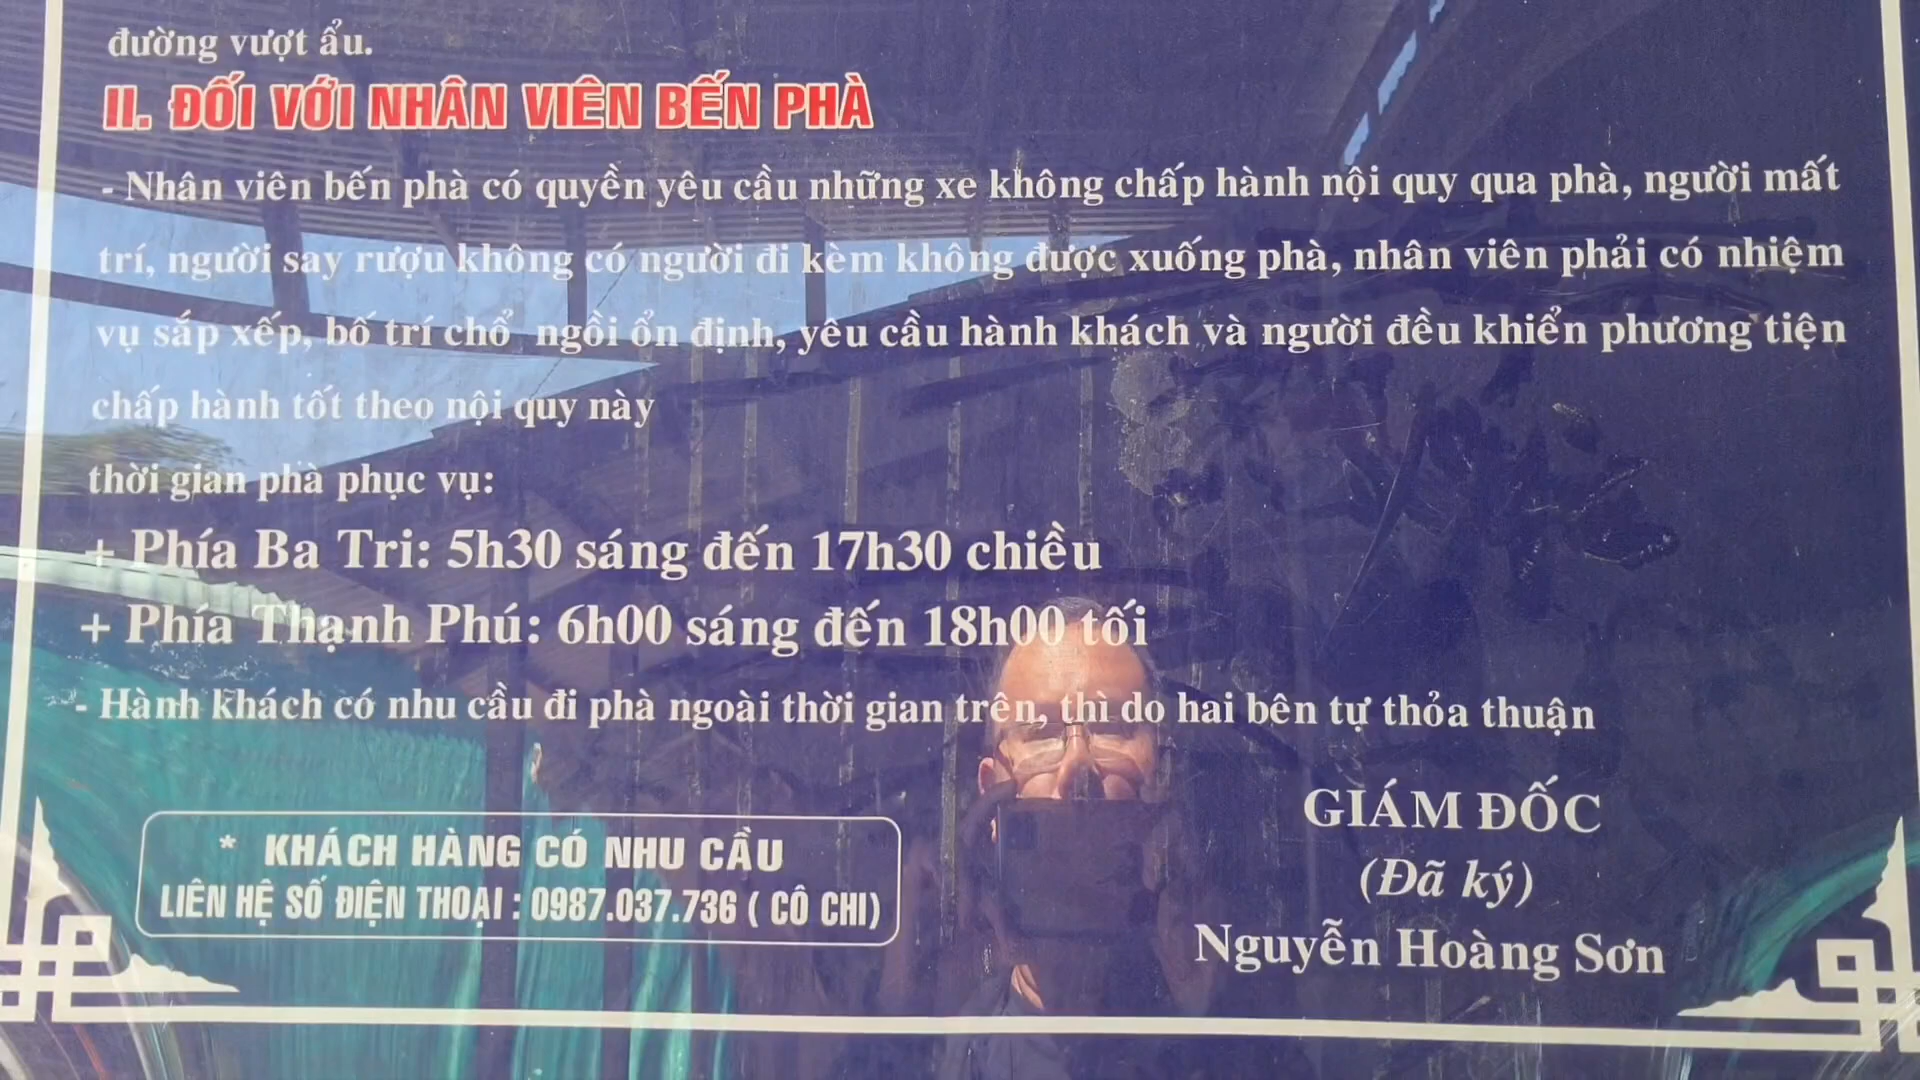 đường vượt ẩu.
II. ĐỐI VỚI NHÂN VIÊN BẾN PHÀ
- Nhân viên bến phà có quyền yêu cầu những xe không chấp hành nội quy qua phà, người mất
trí, người say rượu không có người đi kèm không được xuống phà, nhân viên phải có nhiệm
vụ sắp xếp, bố trí chổ ngồi ổn định, yêu cầu hành khách và người đều khiển phương tiện
chấp hành tốt theo nội quy này
thời gian phà phục vụ:
+ Phía Ba Tri: 5h30 sáng đến 17h30 chiều
+ Phía Thạnh Phú: 6h00 sáng đến 18h00 tối
- Hành khách có nhu cầu đi phà ngoài thời gian trên, thì do hai bên tự thỏa thuận
GIÁM ĐỐC
(Đã ký)
Nguyễn Hoàng Sơn
* KHÁCH HÀNG CÓ NHU CẦU
LIÊN HỆ SỐ ĐIỆN THOẠI : 0987.037.736 ( CÔ CHI)